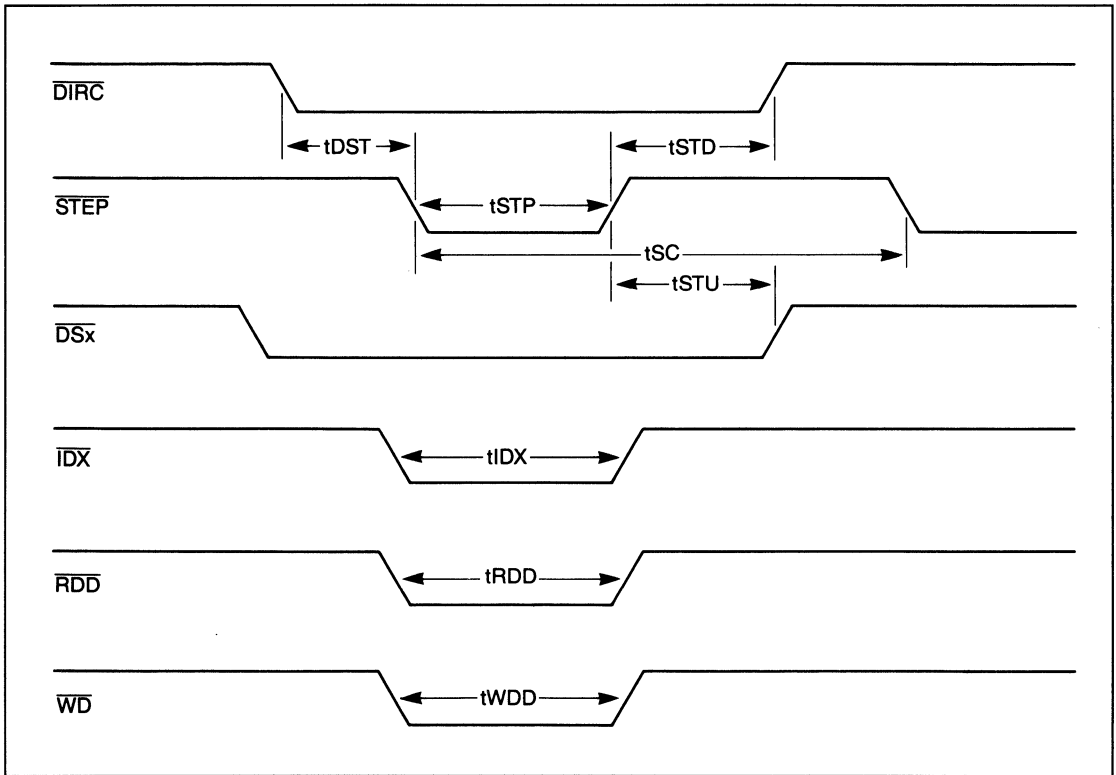 DIRC
tDST
tSTD
STEP
tSTP
tSC
tSTU
DSx
IDX
tIDX
RDD
tRDD
WD
tWDD